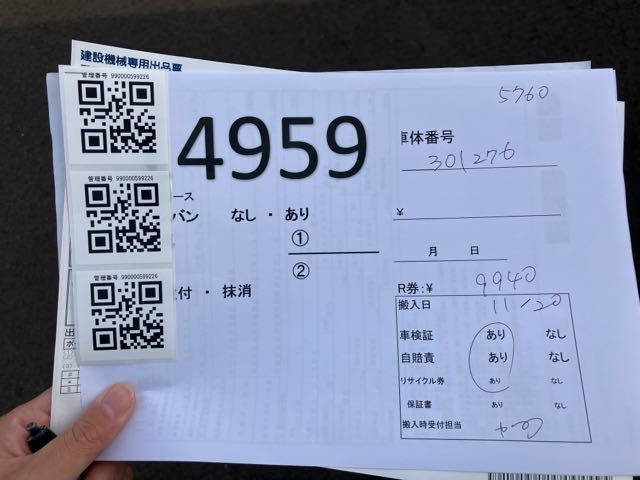 建設機械専用出品票
管理番号 990000599226
管理番号 990000599226
管理番号 990000599226
5760
4959
車体番号
301276
ース
バン なし ・ あり
¥
①
②
月 日
付 ・ 抹消
R券:¥ 9940
搬入日 11/20
車検証 あり なし
自賠責 あり なし
リサイクル券 あり なし
保証書 あり なし
搬入時受付担当